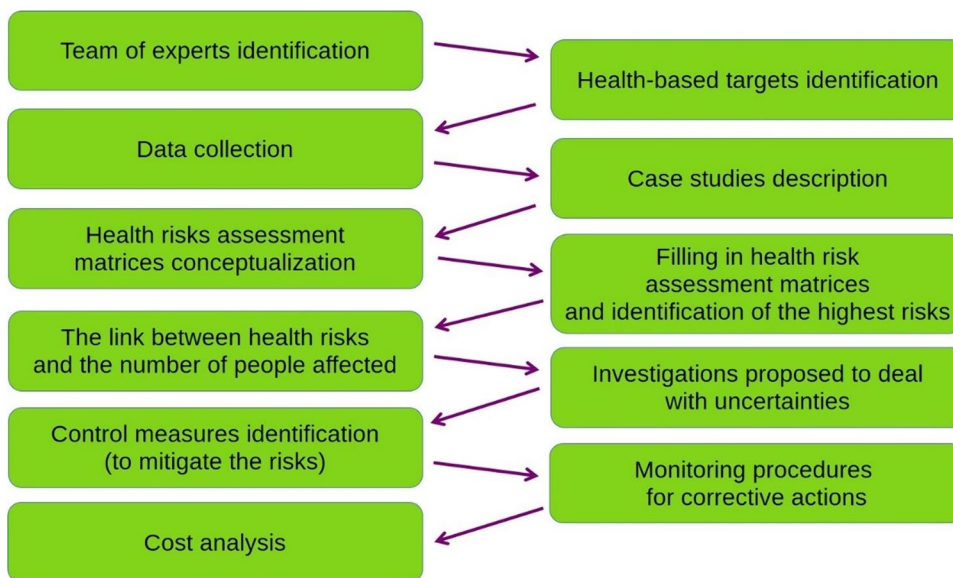 Team of experts identification
Health-based targets identification
Data collection
Case studies description
Health risks assessment
matrices conceptualization
Filling in health risk
assessment matrices
and identification of the highest risks
The link between health risks
and the number of people affected
Investigations proposed to deal
with uncertainties
Control measures identification
(to mitigate the risks)
Monitoring procedures
for corrective actions
Cost analysis